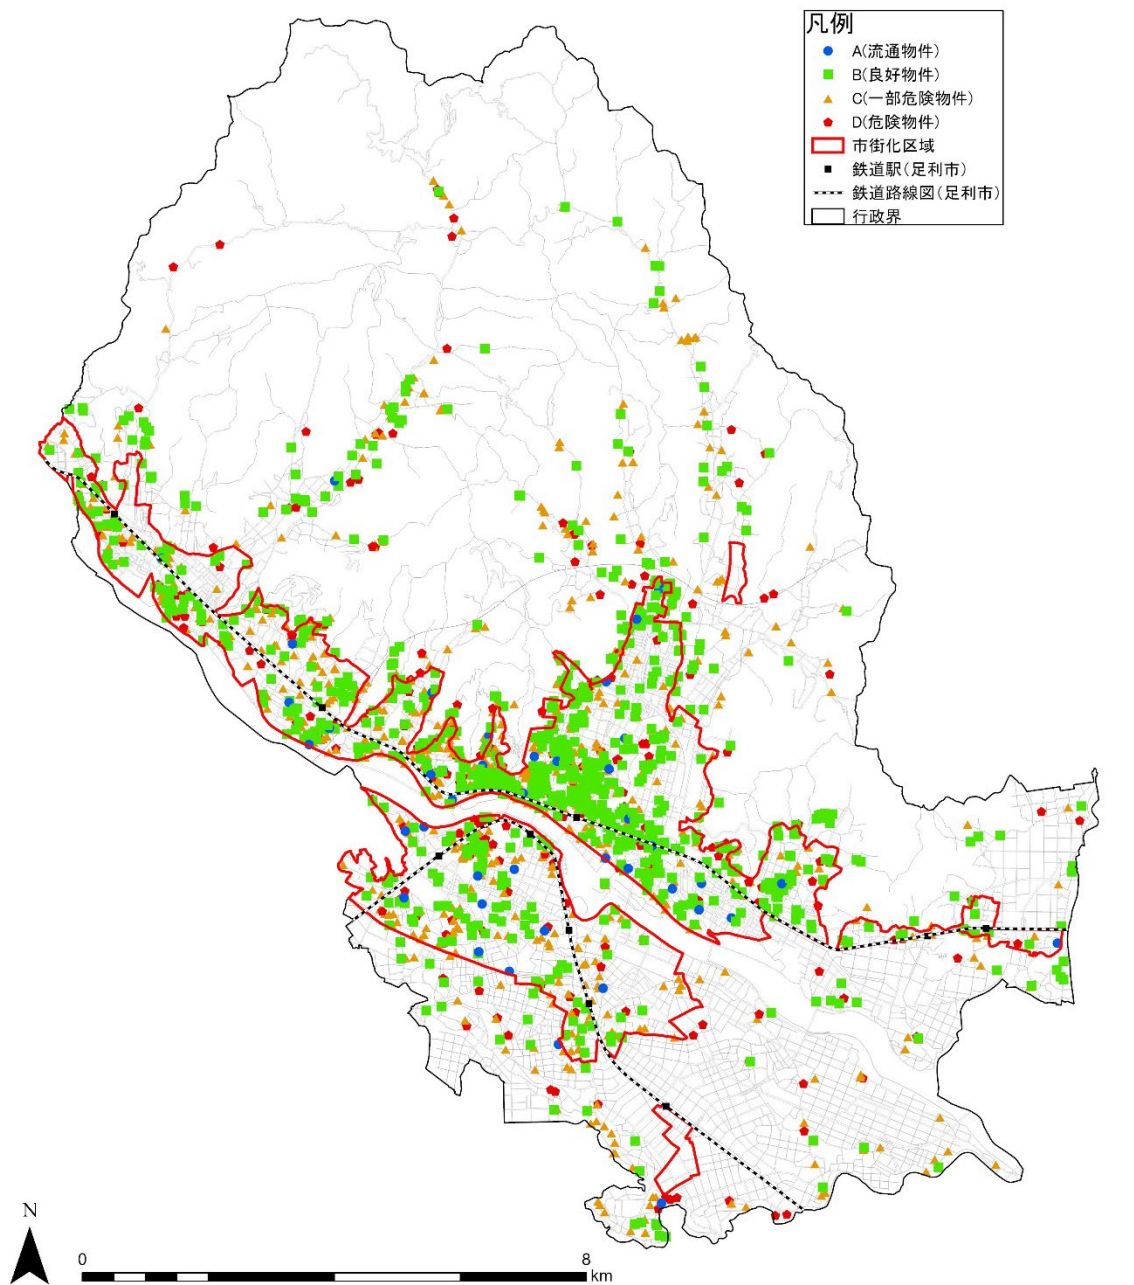 凡例
A(流通物件)
B(良好物件)
C(一部危険物件)
D(危険物件)
市街化区域
鉄道駅(足利市)
鉄道路線図(足利市)
行政界
N
0 8
km